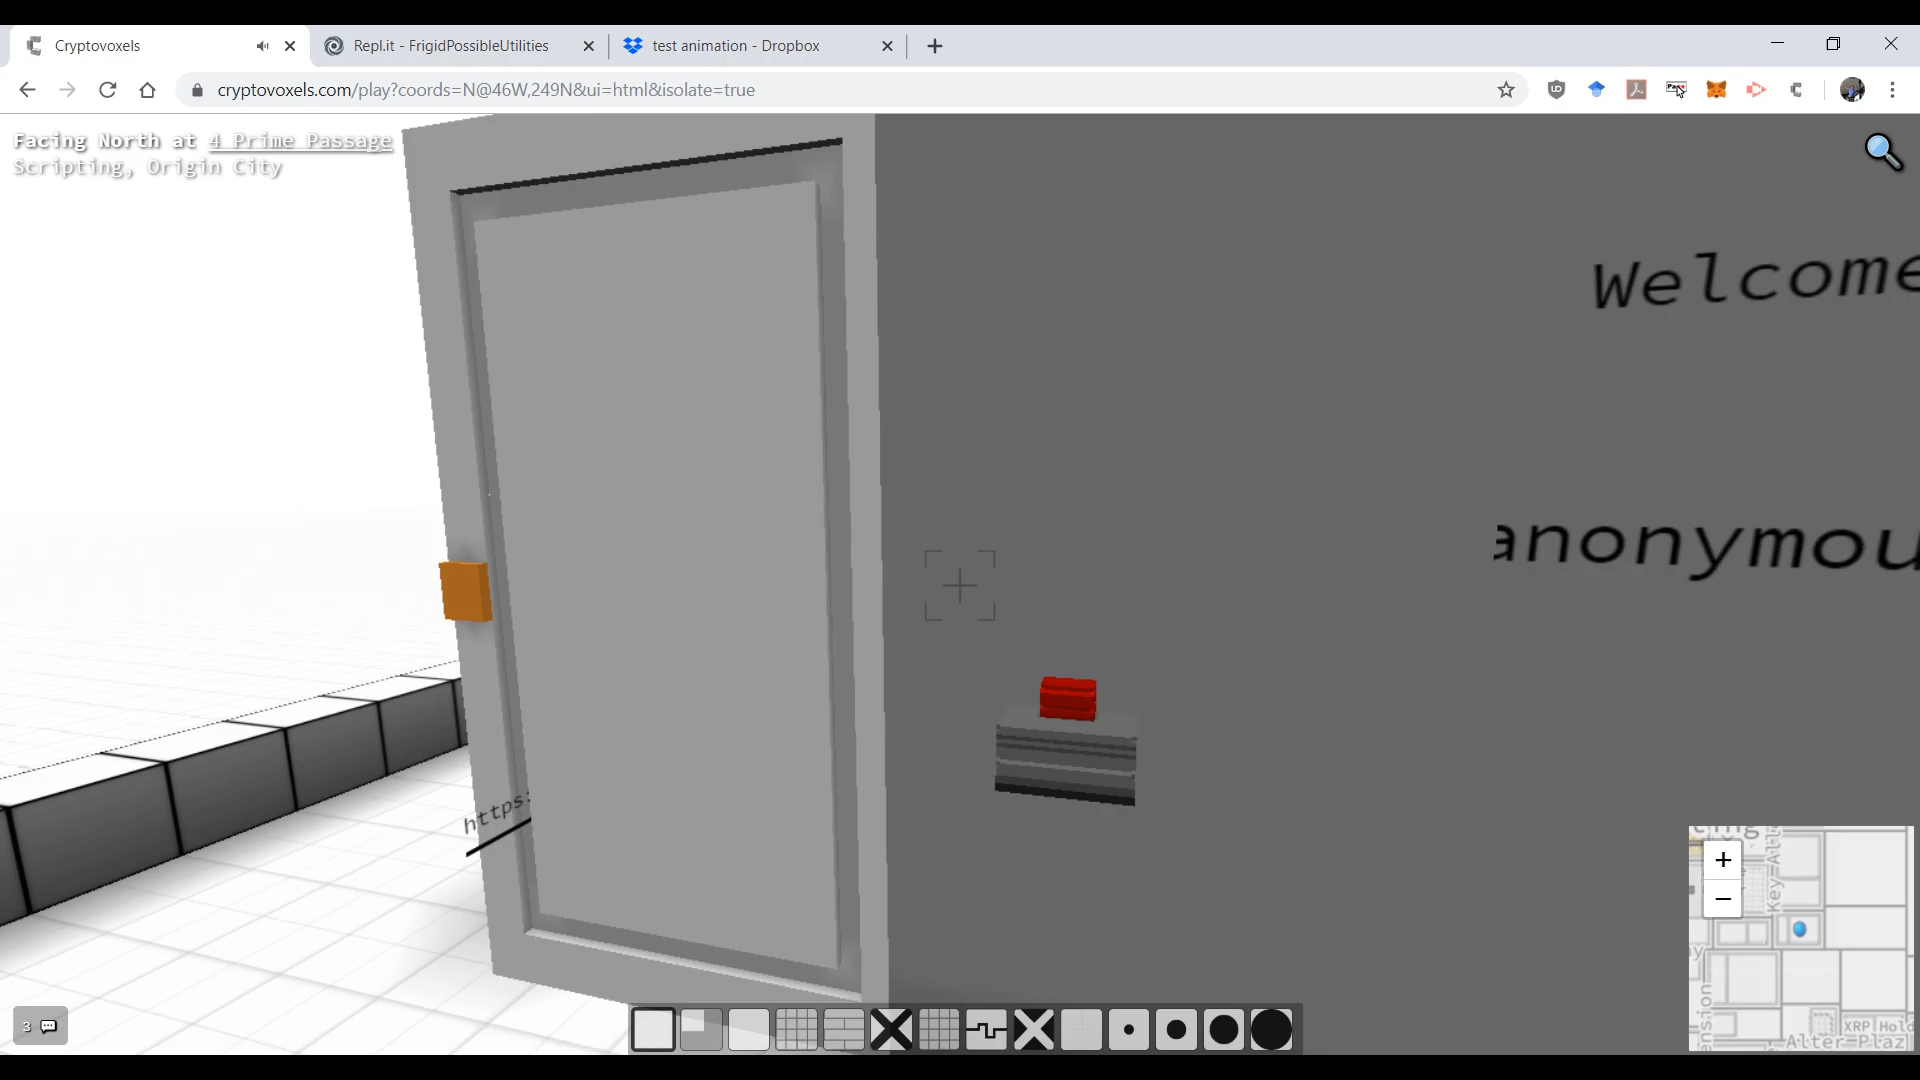 Cryptovoxels
Repl.it - FrigidPossibleUtilities
test animation - Dropbox
cryptovoxels.com/play?coords=N@46W,249N&ui=html&isolate=true
Facing North at 4 Prime Passage
Scripting, Origin City
Welcome
anonymou
https:
3
+
−
Key
XRP Hold
Alter Plaz